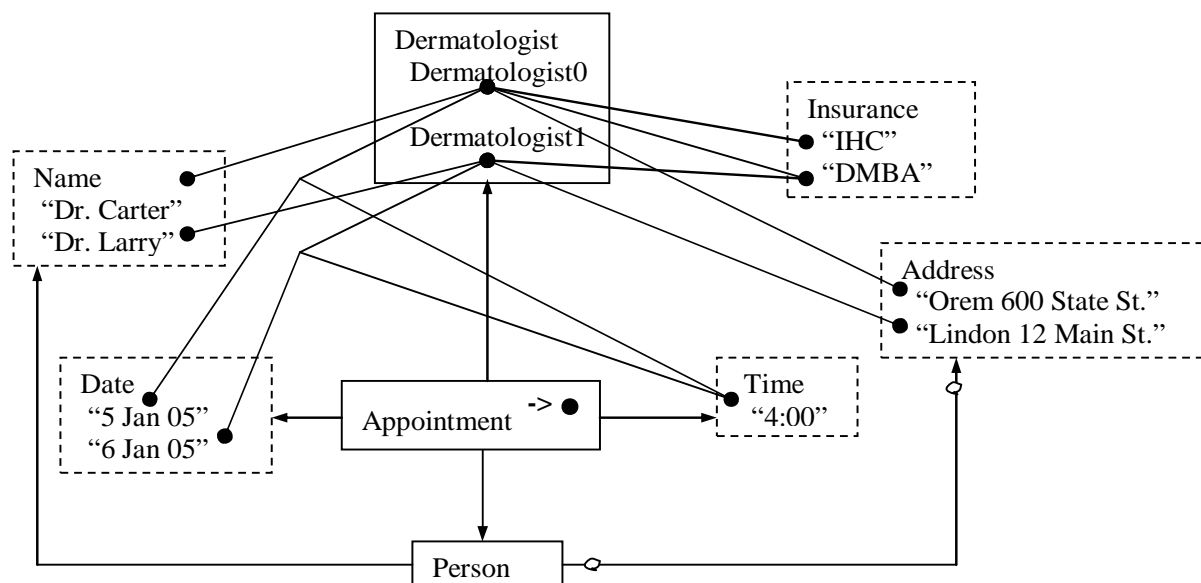 Dermatologist
Dermatologist0
Dermatologist1
Insurance
“IHC”
“DMBA”
Name
“Dr. Carter”
“Dr. Larry”
Address
“Orem 600 State St.”
“Lindon 12 Main St.”
Date
“5 Jan 05”
“6 Jan 05”
Appointment
->
Time
“4:00”
Person